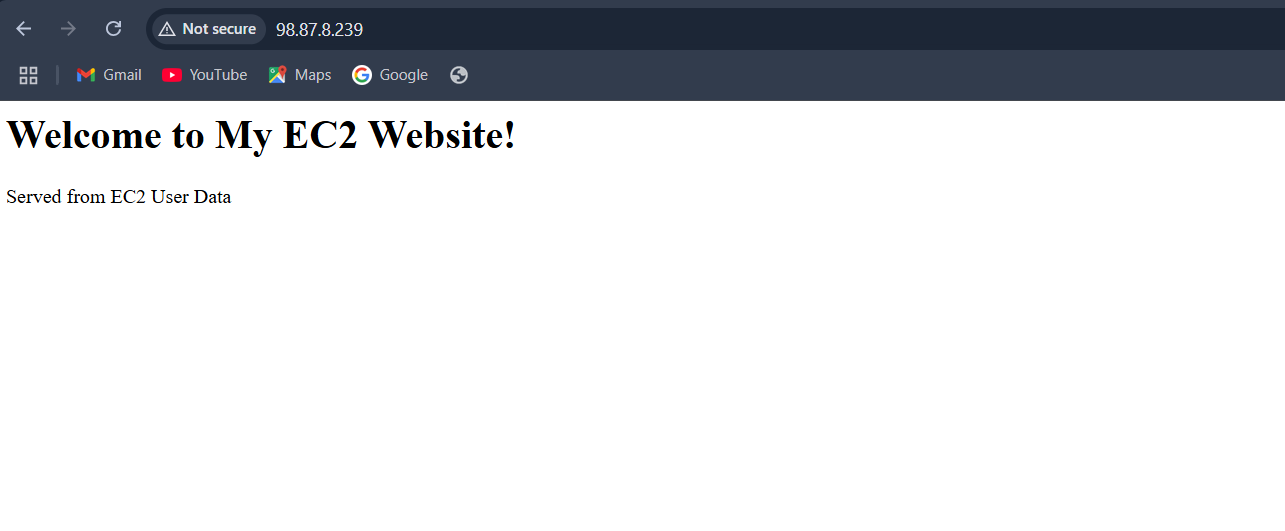 Not secure 98.87.8.239
Gmail YouTube Maps Google
Welcome to My EC2 Website!
Served from EC2 User Data